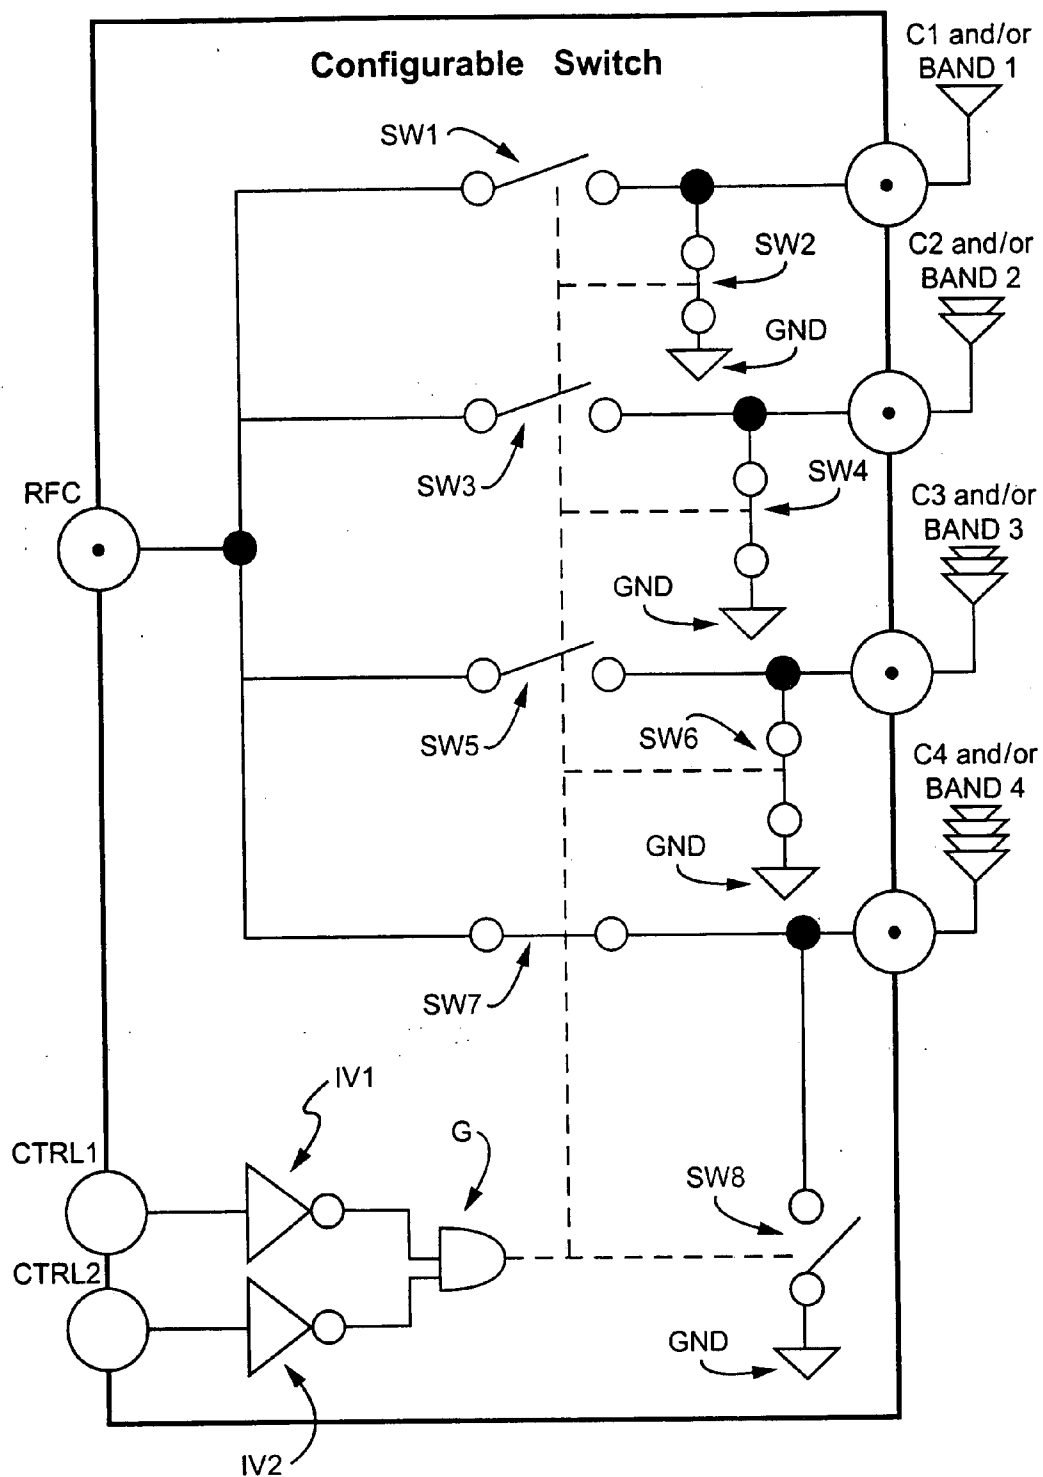 Configurable Switch
C1 and/or
BAND 1
SW1
SW2
C2 and/or
BAND 2
GND
SW3
SW4
RFC
C3 and/or
BAND 3
GND
SW5
SW6
C4 and/or
BAND 4
GND
SW7
IV1
G
CTRL1
SW8
CTRL2
GND
IV2